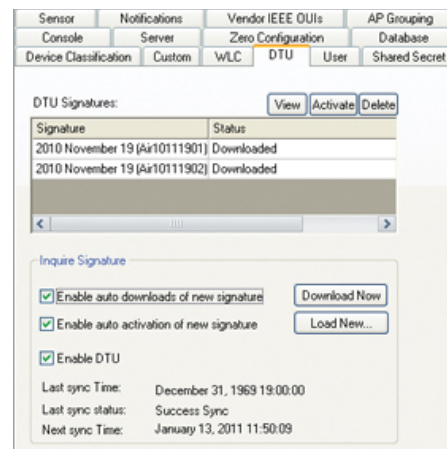 Sensor Notifications Vendor IEEE OUIs AP Grouping
Console Server Zero Configuration Database
Device Classification Custom WLC DTU User Shared Secret
DTU Signatures: View Activate Delete
Signature Status
2010 November 19 (Air10111901) Downloaded
2010 November 19 (Air10111902) Downloaded
Inquire Signature
Enable auto downloads of new signature Download Now
Enable auto activation of new signature Load New...
Enable DTU
Last sync Time: December 31, 1969 19:00:00
Last sync status: Success Sync
Next sync Time: January 13, 2011 11:50:09